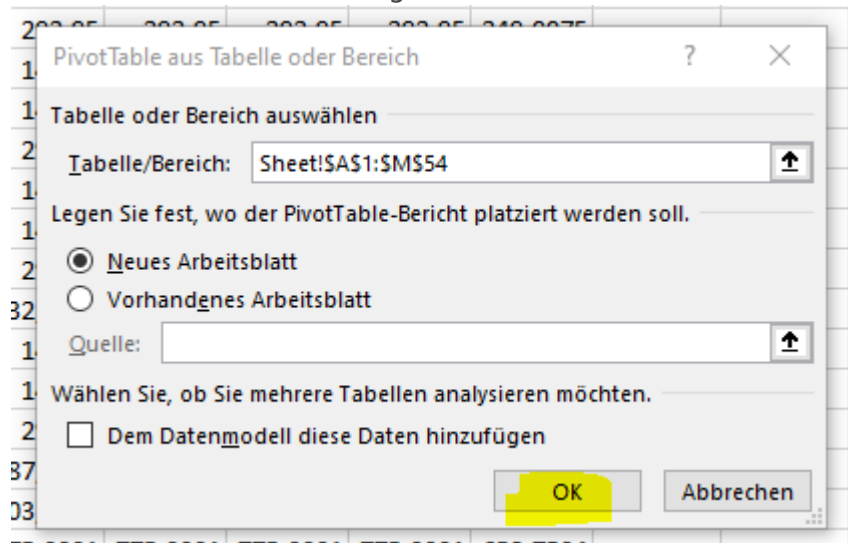 PivotTable aus Tabelle oder Bereich ? ×
Tabelle oder Bereich auswählen
Tabelle/Bereich: Sheet!$A$1:$M$54
Legen Sie fest, wo der PivotTable-Bericht platziert werden soll.
Neues Arbeitsblatt
Vorhandenes Arbeitsblatt
Quelle:
Wählen Sie, ob Sie mehrere Tabellen analysieren möchten.
Dem Datenmodell diese Daten hinzufügen
OK Abbrechen